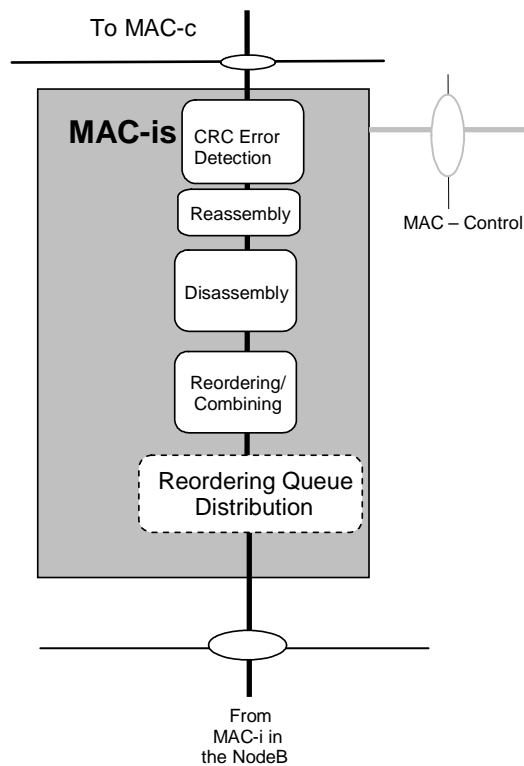 To MAC-c
MAC-is
CRC Error
Detection
Reassembly
MAC – Control
Disassembly
Reordering/
Combining
Reordering Queue
Distribution
From
MAC-i in
the NodeB